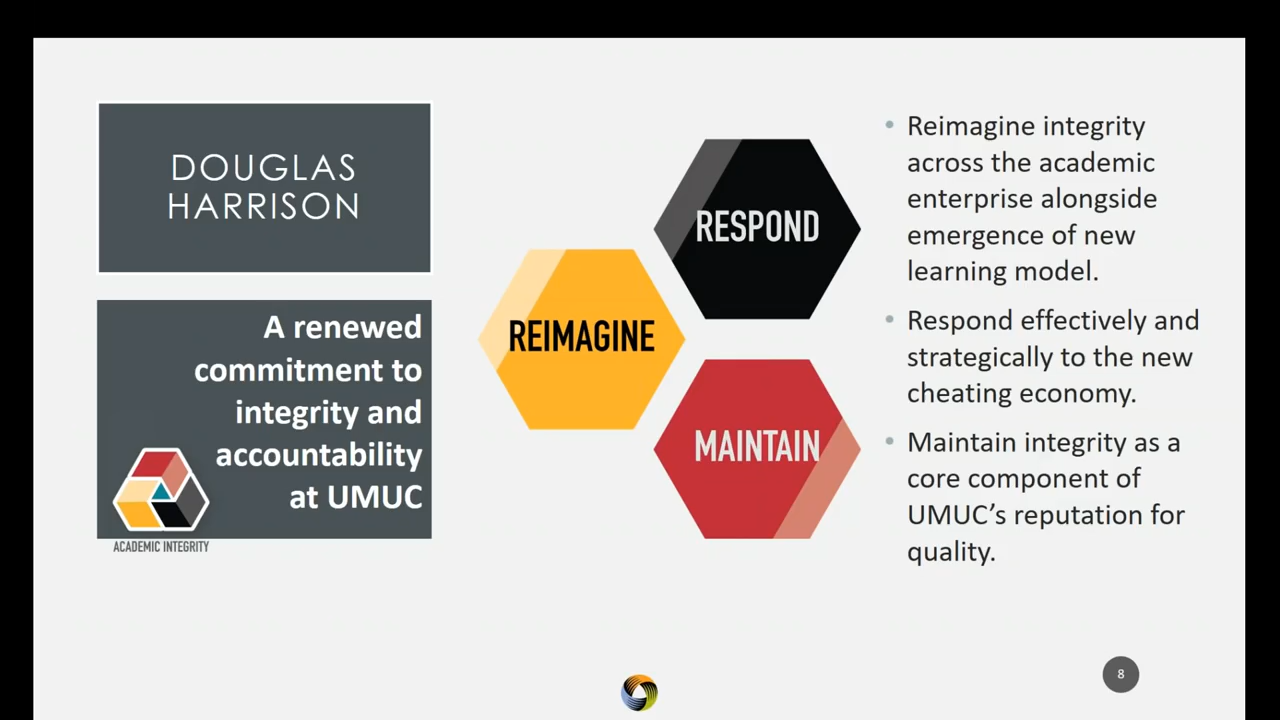 DOUGLAS
HARRISON
A renewed
commitment to
integrity and
accountability
at UMUC
ACADEMIC INTEGRITY
RESPOND
REIMAGINE
MAINTAIN
• Reimagine integrity
across the academic
enterprise alongside
emergence of new
learning model.
• Respond effectively and
strategically to the new
cheating economy.
• Maintain integrity as a
core component of
UMUC’s reputation for
quality.
8